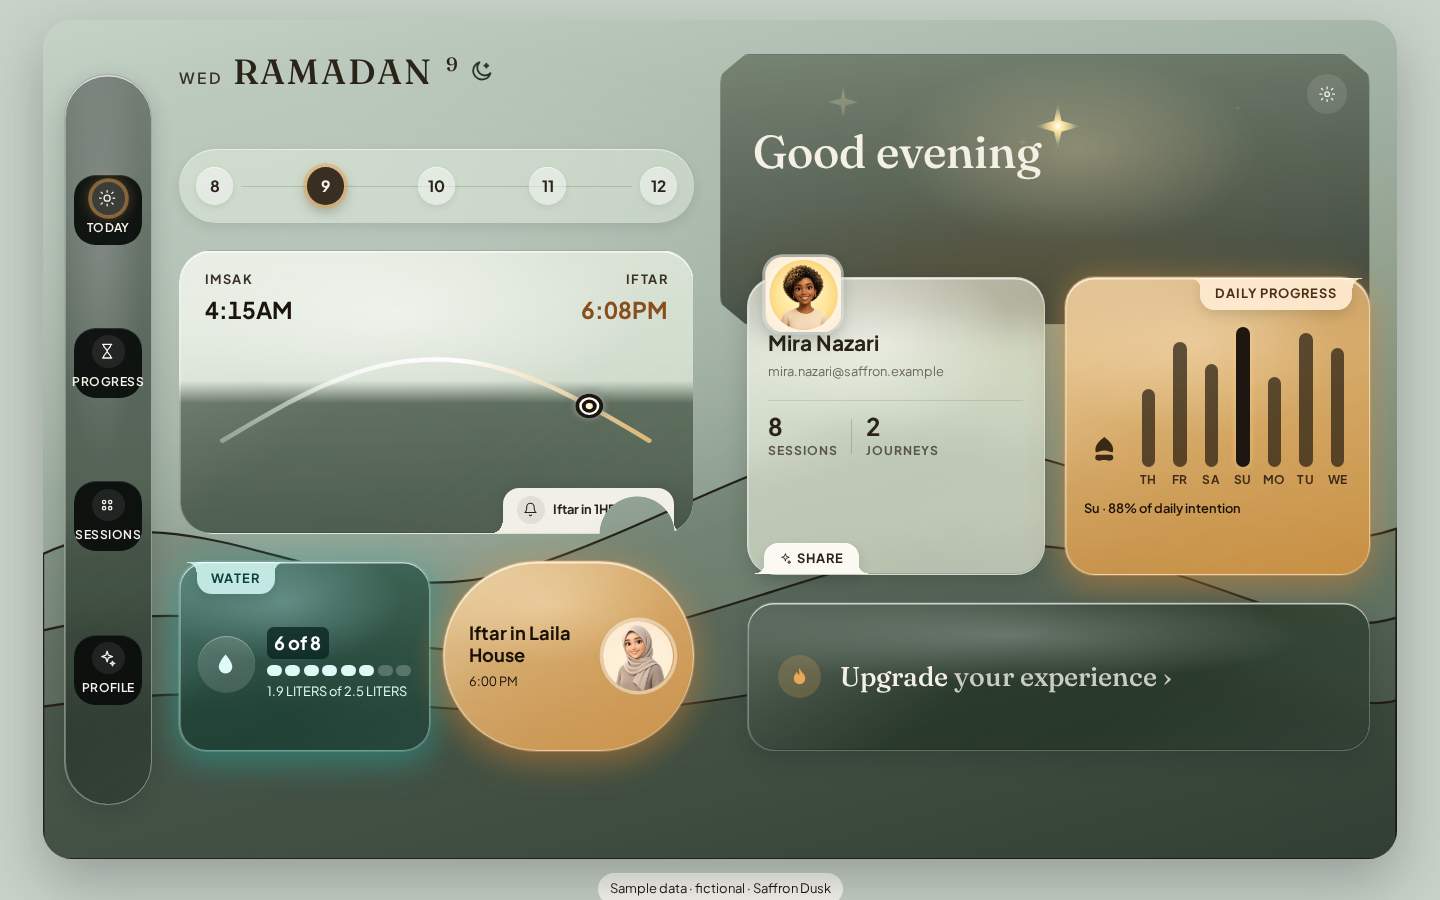 WED RAMADAN 9
8 9 10 11 12
IMSAK
4:15AM
IFTAR
6:08PM
Iftar in
WATER
6 of 8
1.9 LITERS of 2.5 LITERS
Iftar in Laila
House
6:00 PM
TODAY
PROGRESS
SESSIONS
PROFILE
Good evening
Mira Nazari
mira.nazari@saffron.example
8
SESSIONS
2
JOURNEYS
SHARE
DAILY PROGRESS
TH FR SA SU MO TU WE
Su · 88% of daily intention
Upgrade your experience ›
Sample data · fictional · Saffron Dusk